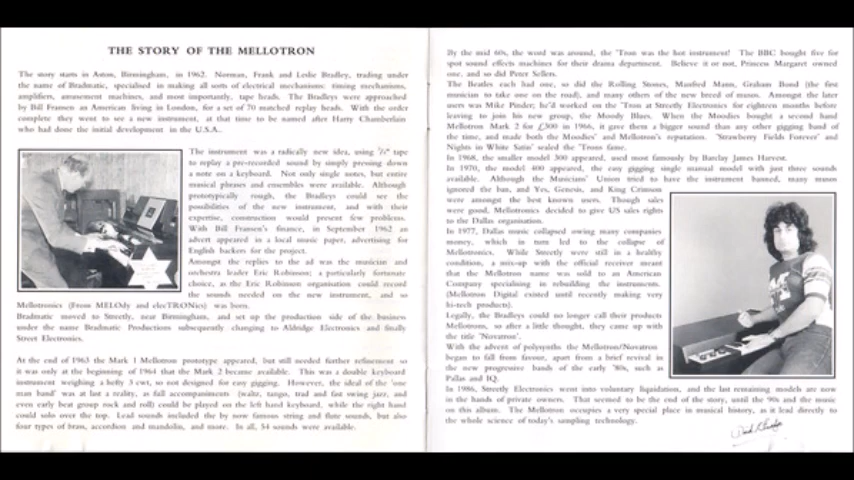 THE STORY OF THE MELLOTRON
The story starts in Aston, Birmingham, in 1962. Norman, Frank and Leslie Bradley, trading under
the name of Bradmatic, specialised in making all sorts of electrical mechanisms: timing mechanisms,
amplifiers, amusement machines, and most importantly, tape heads. The Bradleys were approached
by Bill Fransen an American living in London, for a set of 70 matched replay heads. With the order
complete they went to see a new instrument, at that time to be named after Harry Chamberlain
who had done the initial development in the U.S.A..
The instrument was a radically new idea, using tape
to replay a pre-recorded sound by simply pressing down
a note on a keyboard. Not only single notes, but entire
musical phrases and ensembles were available. Although
prototypically rough, the Bradleys could see the
possibilities of the new instrument, and with their
expertise, construction would present few problems.
With Bill Fransen's finance, in September 1962 an
advert appeared in a local music paper, advertising for
English backers for the project.
Amongst the replies to the ad was the musician and
orchestra leader Eric Robinson; a particularly fortunate
choice, as the Eric Robinson organisation could record
the sounds needed on the new instrument, and so
Mellotronics (From MELOdy and elecTRONics) was born.
Bradmatic moved to Streetly, near Birmingham, and set up the production side of the business
under the name Bradmatic Productions subsequently changing to Aldridge Electronics and finally
Street Electronics.
At the end of 1963 the Mark 1 Mellotron prototype appeared, but still needed further refinement so
it was only at the beginning of 1964 that the Mark 2 became available. This was a double keyboard
instrument weighing a hefty 3 cwt, so not designed for easy gigging. However, the ideal of the 'one
man band' was at last a reality, as full accompaniments (waltz, tango, trad and fast swing jazz, and
even early beat group rock and roll) could be played on the left hand keyboard, while the right hand
could solo over the top. Lead sounds included the by now famous string and flute sounds, but also
four types of brass, accordion and mandolin, and more. In all, 34 sounds were available.
By the mid 60s, the word was around, the 'Tron was the hot instrument! The BBC bought five for
spot sound effects machines for their drama department. Believe it or not, Princess Margaret owned
one, and so did Peter Sellers.
The Beatles each had one, so did the Rolling Stones, Manfred Mann, Graham Bond (the first
musician to take one on the road), and many others of the new breed of musos. Amongst the later
users was Mike Pinder; he'd worked on the 'Tron at Streetly Electronics for eighteen months before
leaving to join his new group, the Moody Blues. When the Moodies bought a second hand
Mellotron Mark 2 for £300 in 1966, it gave them a bigger sound than any other gigging band of
the time, and made both the Moodies' and Mellotron's reputation. 'Strawberry Fields Forever' and
Nights in White Satin' sealed the 'Trons fame.
In 1968, the smaller model 300 appeared, used most famously by Barclay James Harvest.
In 1970, the model 400 appeared, the easy gigging single manual model with just three sounds
available. Although the Musicians' Union tried to have the instrument banned, many musos
ignored the ban, and Yes, Genesis, and King Crimson
were amongst the best known users. Though sales
were good, Mellotronics decided to give US sales rights
to the Dallas organisation.
In 1977, Dallas music collapsed owing many companies
money, which in turn led to the collapse of
Mellotronics. While Streetly were still in a healthy
condition, a mix-up with the official receiver meant
that the Mellotron name was sold to an American
Company specialising in rebuilding the instruments.
(Mellotron Digital existed until recently making very
hi-tech products).
Legally, the Bradleys could no longer call their products
Mellotrons, so after a little thought, they came up with
the title 'Novatron'.
With the advent of polysynths the Mellotron/Novatron
began to fall from favour, apart from a brief revival in
the new progressive bands of the early '80s, such as
Pallas and IQ.
In 1986, Streetly Electronics went into voluntary liquidation, and the last remaining models are now
in the hands of private owners. That seemed to be the end of the story, until the 90's and the music
on this album. The Mellotron occupies a very special place in musical history, as it lead directly to
the whole science of today's sampling technology.